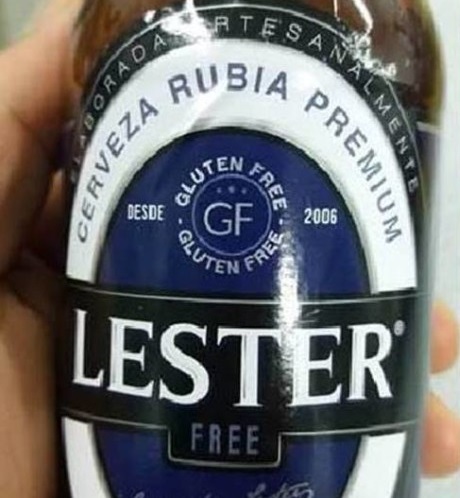 ELABORADA ARTESANALMENTE
CERVEZA RUBIA PREMIUM
GLUTEN FREE
DESDE GF 2006
GLUTEN FREE
LESTER®
FREE